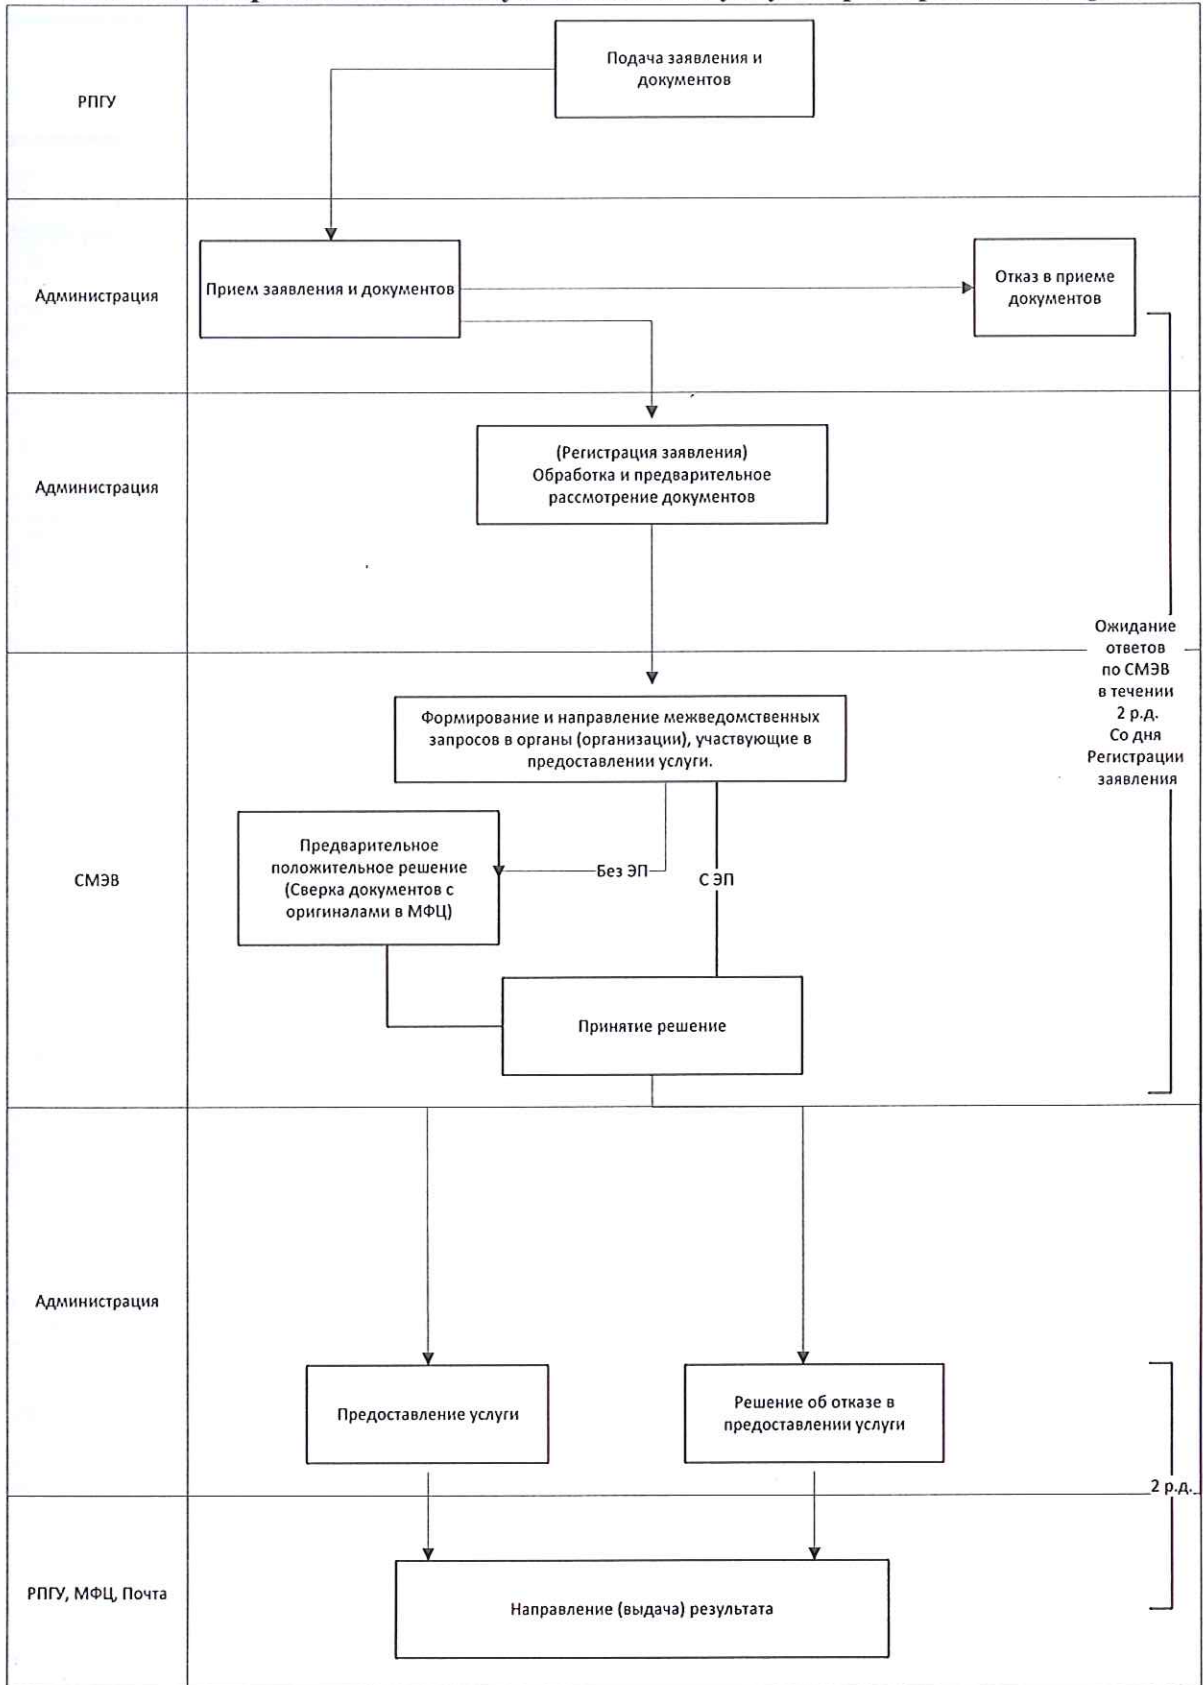 Подача заявления и
документов
РПГУ
Прием заявления и документов
Отказ в приеме
документов
Администрация
(Регистрация заявления)
Обработка и предварительное
рассмотрение документов
Администрация
Ожидание
ответов
по СМЭВ
в течении
2 р.д.
Со дня
Регистрации
заявления
Формирование и направление межведомственных
запросов в органы (организации), участвующие в
предоставлении услуги.
Предварительное
положительное решение
(Сверка документов с
оригиналами в МФЦ)
Без ЭП
С ЭП
СМЭВ
Принятие решение
Администрация
Предоставление услуги
Решение об отказе в
предоставлении услуги
2 р.д.
РПГУ, МФЦ, Почта
Направление (выдача) результата